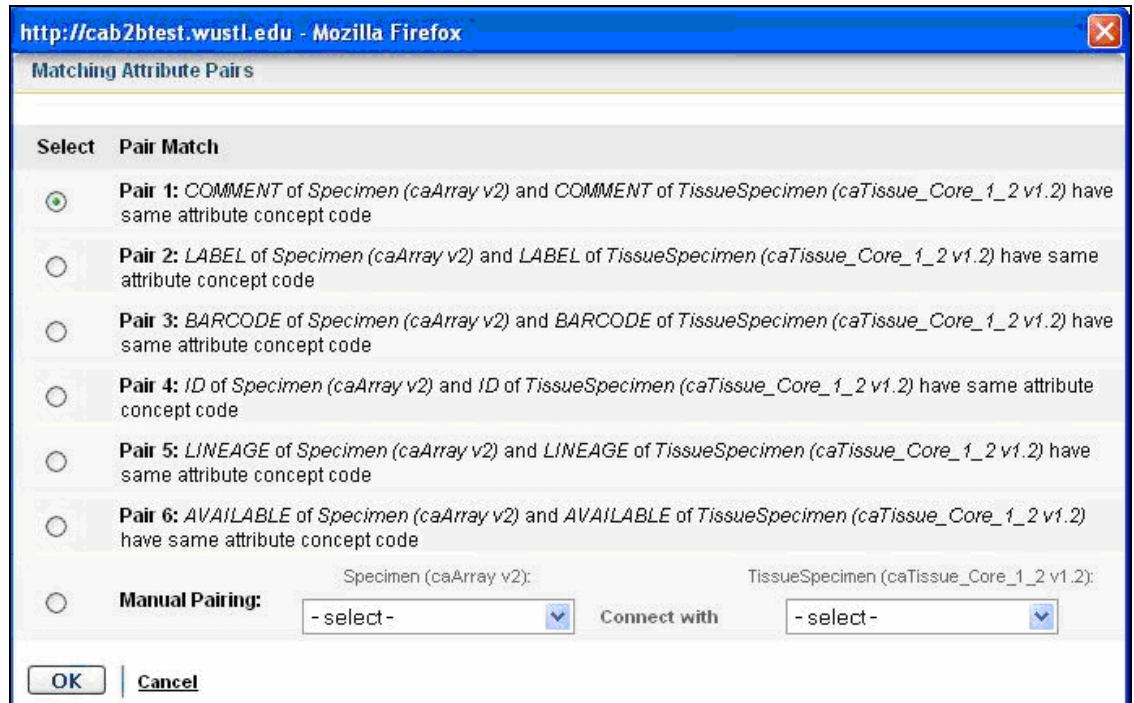 http://cab2btest.wustl.edu - Mozilla Firefox
Matching Attribute Pairs
Select Pair Match
Pair 1: COMMENT of Specimen (caArray v2) and COMMENT of TissueSpecimen (caTissue_Core_1_2 v1.2) have
same attribute concept code
Pair 2: LABEL of Specimen (caArray v2) and LABEL of TissueSpecimen (caTissue_Core_1_2 v1.2) have same
attribute concept code
Pair 3: BARCODE of Specimen (caArray v2) and BARCODE of TissueSpecimen (caTissue_Core_1_2 v1.2) have
same attribute concept code
Pair 4: ID of Specimen (caArray v2) and ID of TissueSpecimen (caTissue_Core_1_2 v1.2) have same attribute
concept code
Pair 5: LINEAGE of Specimen (caArray v2) and LINEAGE of TissueSpecimen (caTissue_Core_1_2 v1.2) have
same attribute concept code
Pair 6: AVAILABLE of Specimen (caArray v2) and AVAILABLE of TissueSpecimen (caTissue_Core_1_2 v1.2)
have same attribute concept code
Specimen (caArray v2): TissueSpecimen (caTissue_Core_1_2 v1.2):
Manual Pairing: - select - Connect with - select -
OK Cancel